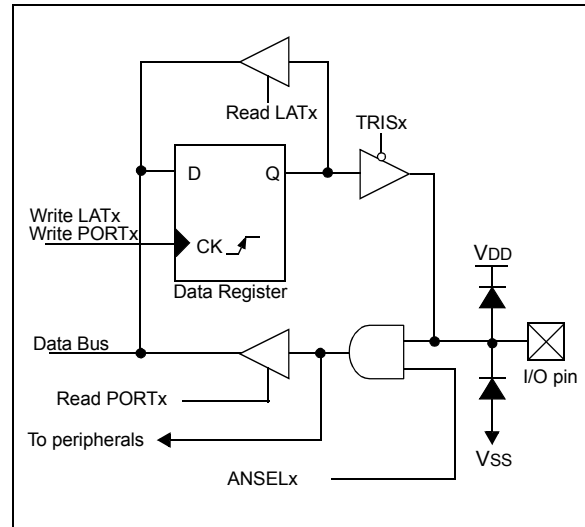 Read LATx
TRISx
D Q
Write LATx
Write PORTx
CK
VDD
Data Register
Data Bus
I/O pin
Read PORTx
To peripherals
VSS
ANSELx